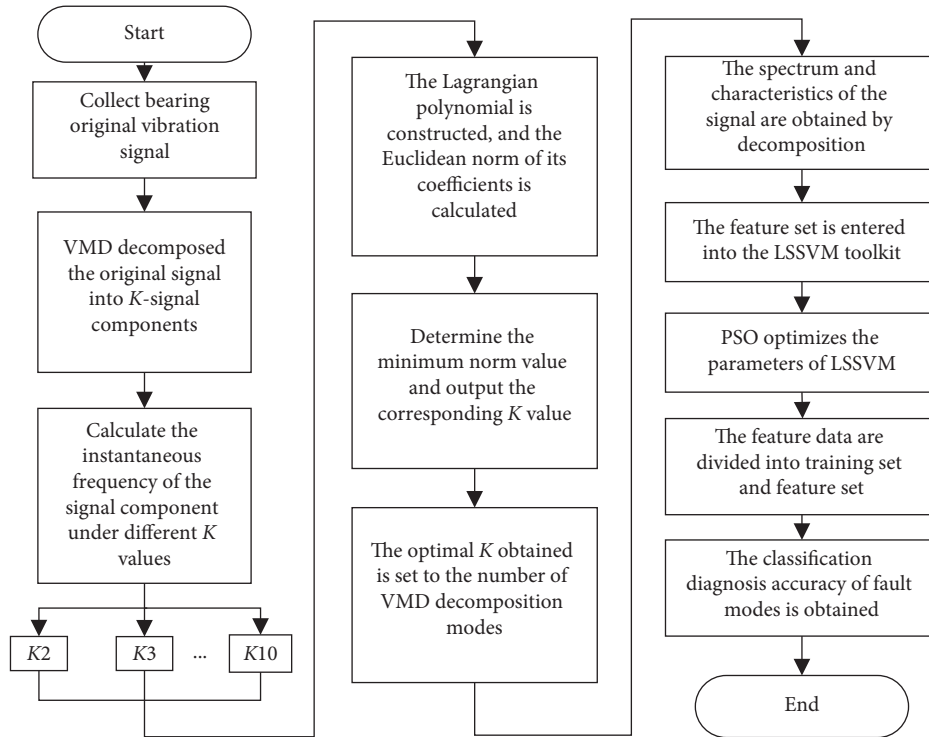 Start
Collect bearing
original vibration
signal
VMD decomposed
the original signal
into K-signal
components
Calculate the
instantaneous
frequency of the
signal component
under different K
values
K2
K3
...
K10
The Lagrangian
polynomial is
constructed, and the
Euclidean norm of its
coefficients is
calculated
Determine the
minimum norm value
and output the
corresponding K value
The optimal K obtained
is set to the number of
VMD decomposition
modes
The spectrum and
characteristics of the
signal are obtained by
decomposition
The feature set is entered
into the LSSVM toolkit
PSO optimizes the
parameters of LSSVM
The feature data are
divided into training set
and feature set
The classification
diagnosis accuracy of fault
modes is obtained
End